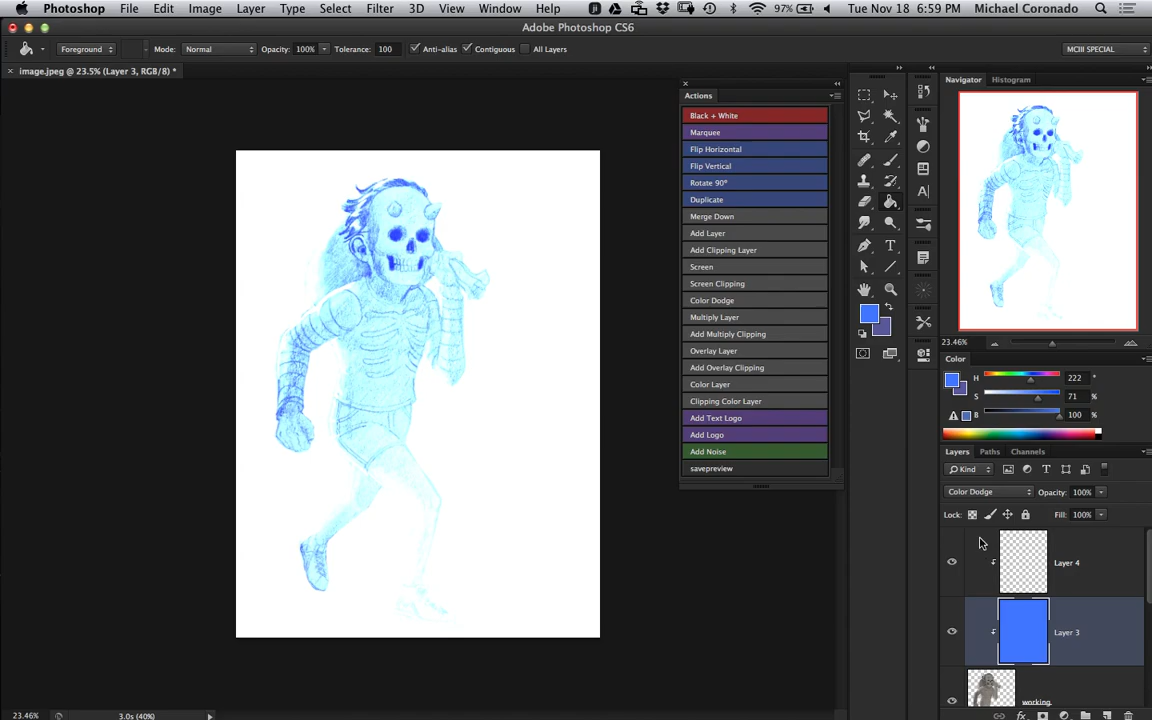 Photoshop File Edit Image Layer Type Select Filter 3D View Window Help 97% Tue Nov 18 6:59 PM Michael Coronado
Adobe Photoshop CS6
Foreground Mode: Normal Opacity: 100% Tolerance: 100 Anti-alias Contiguous All Layers MCIII SPECIAL
image.jpeg @ 23.5% (Layer 3, RGB/8) *
Actions
Black + White
Marquee
Flip Horizontal
Flip Vertical
Rotate 90º
Duplicate
Merge Down
Add Layer
Add Clipping Layer
Screen
Screen Clipping
Color Dodge
Multiply Layer
Add Multiply Clipping
Overlay Layer
Add Overlay Clipping
Color Layer
Clipping Color Layer
Add Text Logo
Add Logo
Add Noise
savepreview
Navigator Histogram
23.46%
Color
H 222 °
S 71 %
B 100 %
Layers Paths Channels
Kind
Color Dodge Opacity: 100%
Lock: Fill: 100%
Layer 4
Layer 3
working.
23.46% 3.0s (40%)